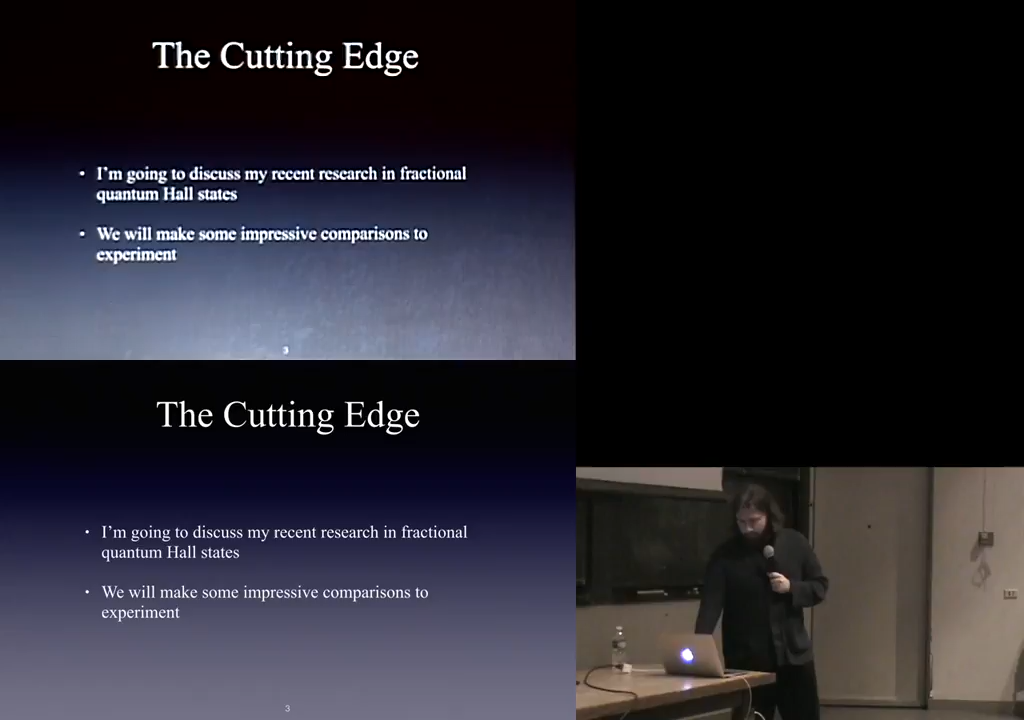 The Cutting Edge
• I'm going to discuss my recent research in fractional
quantum Hall states
• We will make some impressive comparisons to
experiment
3
The Cutting Edge
• I'm going to discuss my recent research in fractional
quantum Hall states
• We will make some impressive comparisons to
experiment
3